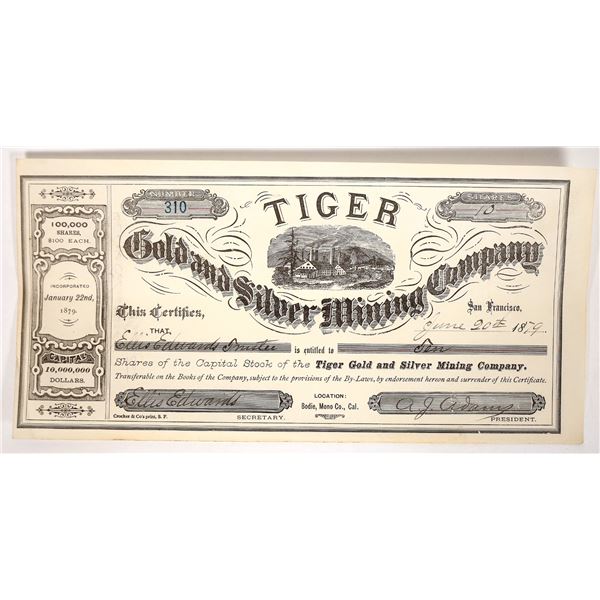 NUMBER
310
SHARES
10
TIGER
Gold and Silver Mining Company
100,000
SHARES,
$100 EACH.
INCORPORATED
January 22nd,
1879.
CAPITAL
10,000,000
DOLLARS.
This Certifies,
San Francisco,
June 20th 1879.
THAT,
Ellis Edwards Trustee is entitled to Ten
Shares of the Capital Stock of the Tiger Gold and Silver Mining Company.
Transferable on the Books of the Company, subject to the provisions of the By-Laws, by endorsement hereon and surrender of this Certificate.
Ellis Edwards
LOCATION:
Bodie, Mono Co., Cal.
A J Adams
Crocker & Co's print, S. F.
SECRETARY.
PRESIDENT.